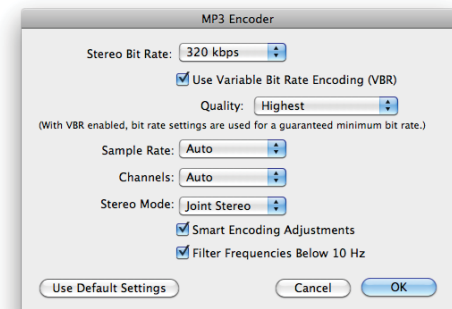 MP3 Encoder
Stereo Bit Rate: 320 kbps
Use Variable Bit Rate Encoding (VBR)
Quality: Highest
(With VBR enabled, bit rate settings are used for a guaranteed minimum bit rate.)
Sample Rate: Auto
Channels: Auto
Stereo Mode: Joint Stereo
Smart Encoding Adjustments
Filter Frequencies Below 10 Hz
Use Default Settings Cancel OK